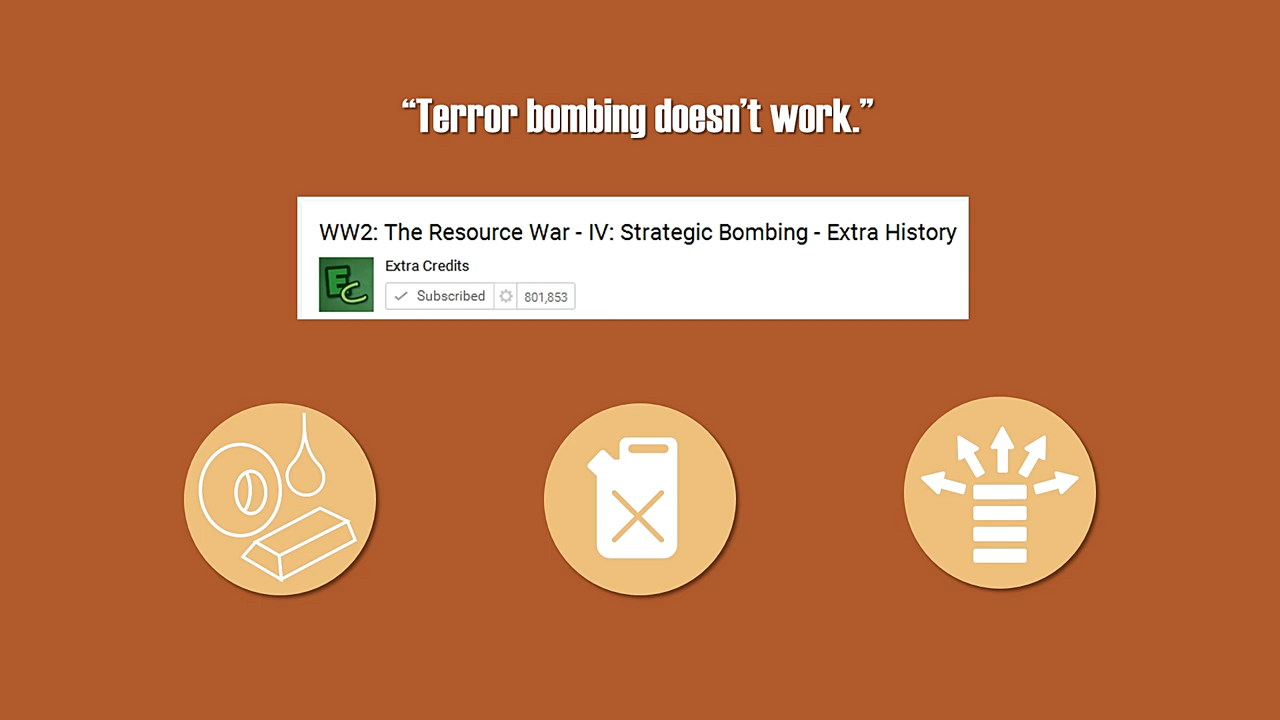 “Terror bombing doesn’t work.”
WW2: The Resource War - IV: Strategic Bombing - Extra History
EC
Extra Credits
Subscribed 801,853